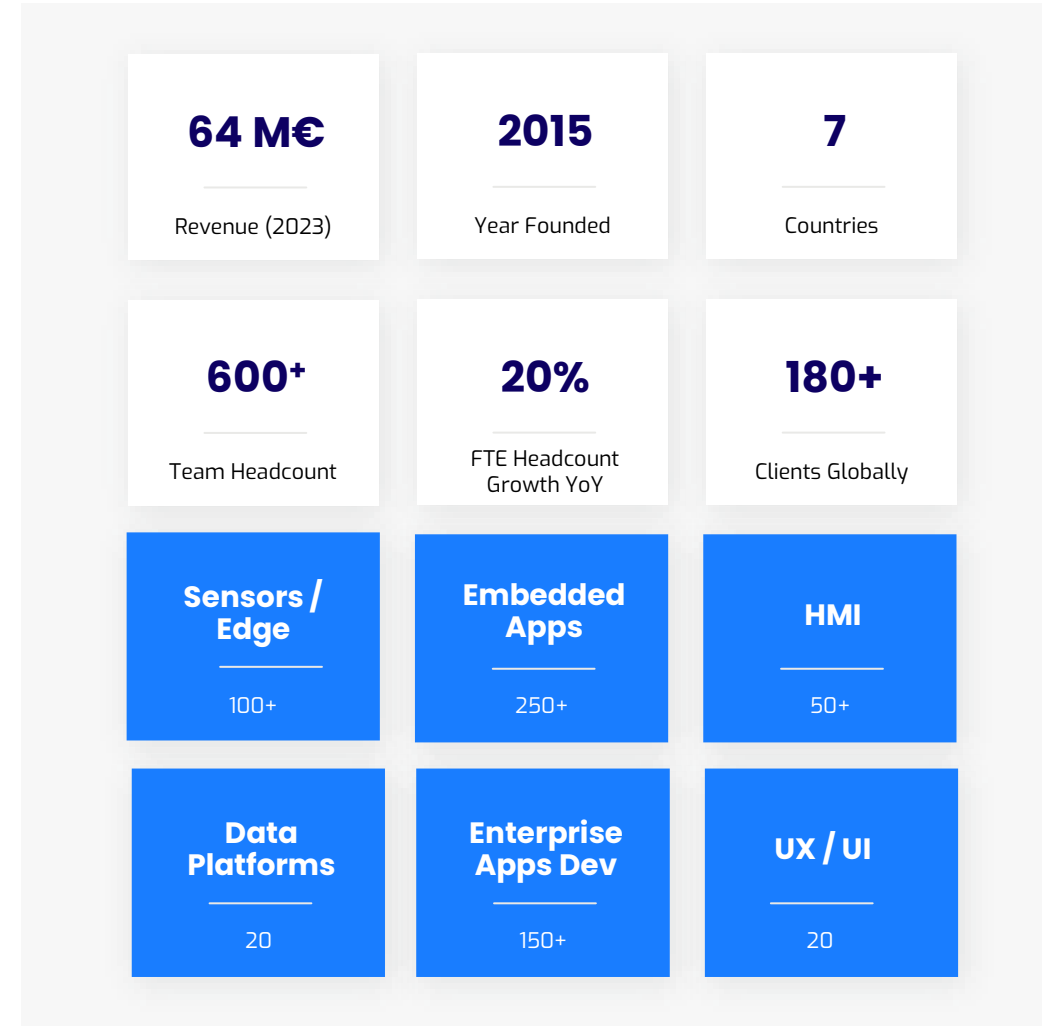 64 M€
Revenue (2023)
2015
Year Founded
7
Countries
600⁺
Team Headcount
20%
FTE Headcount
Growth YoY
180+
Clients Globally
Sensors /
Edge
100+
Embedded
Apps
250+
HMI
50+
Data
Platforms
20
Enterprise
Apps Dev
150+
UX / UI
20